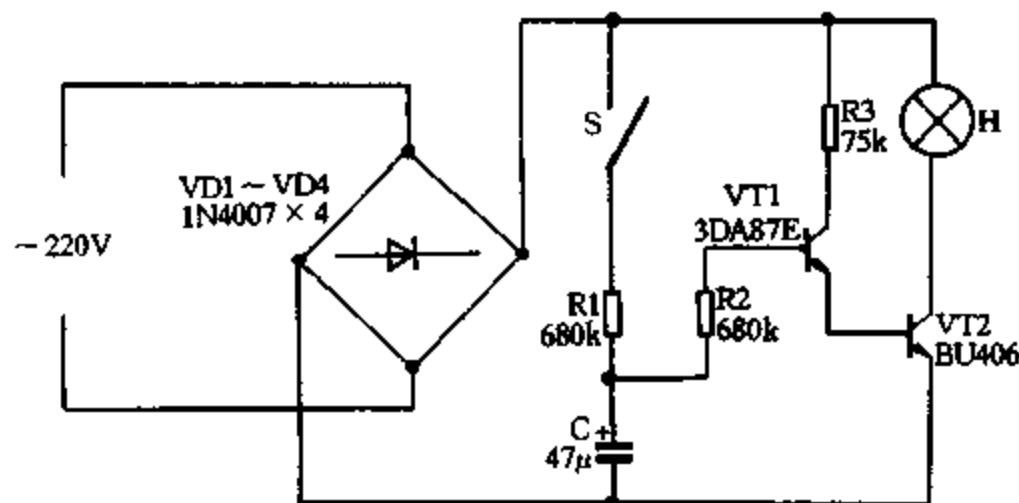 S
R3
75k
H
VD1 ~ VD4
1N4007 × 4
VT1
3DA87E
~ 220V
R1
680k
R2
680k
VT2
BU406
C +
47μ